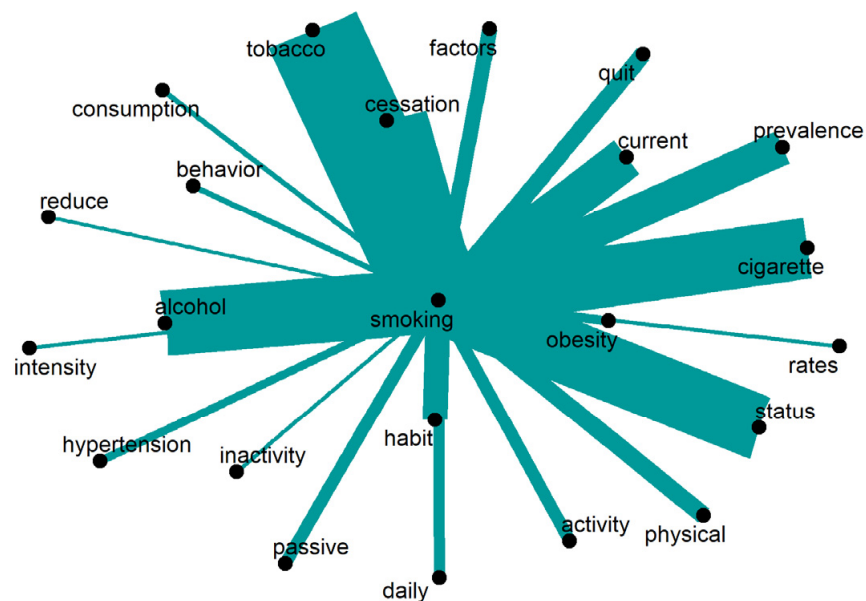 tobacco
factors
quit
consumption
cessation
current
prevalence
behavior
reduce
cigarette
alcohol
smoking
obesity
intensity
rates
status
hypertension
inactivity
habit
passive
activity
physical
daily